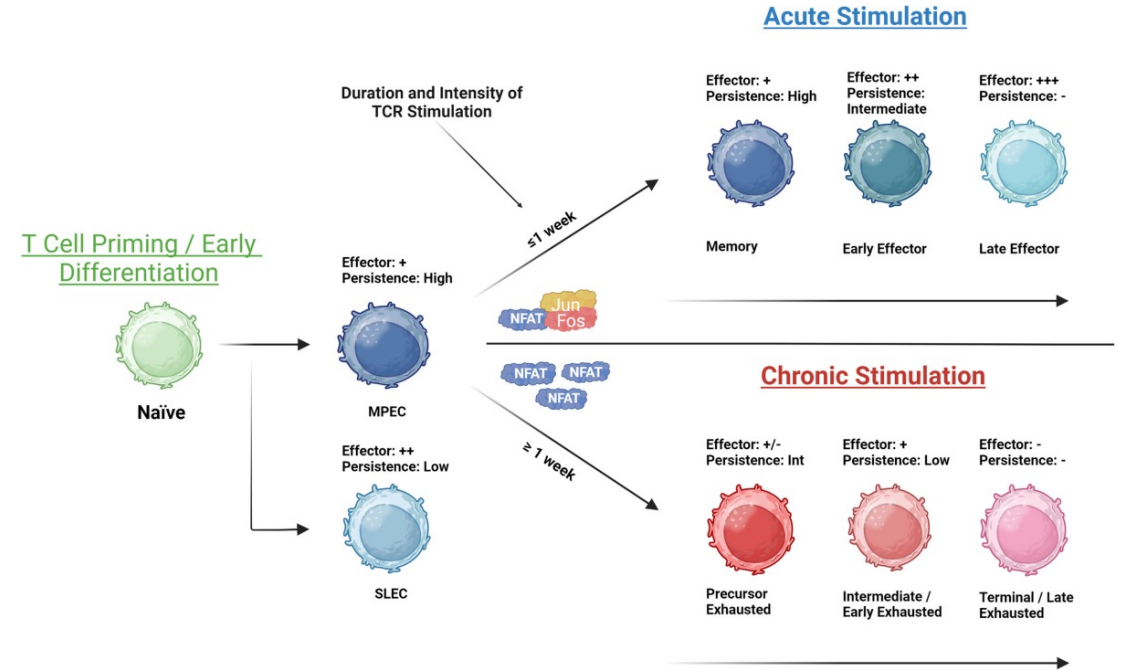 Acute Stimulation
Duration and Intensity of
TCR Stimulation
Effector: +
Persistence: High
Effector: ++
Persistence:
Intermediate
Effector: +++
Persistence: -
≤1 week
Memory
Early Effector
Late Effector
T Cell Priming / Early
Differentiation
Naïve
Effector: +
Persistence: High
MPEC
Effector: ++
Persistence: Low
SLEC
NFAT
Jun
Fos
NFAT
NFAT
NFAT
≥ 1 week
Chronic Stimulation
Effector: +/-
Persistence: Int
Effector: +
Persistence: Low
Effector: -
Persistence: -
Precursor
Exhausted
Intermediate /
Early Exhausted
Terminal / Late
Exhausted